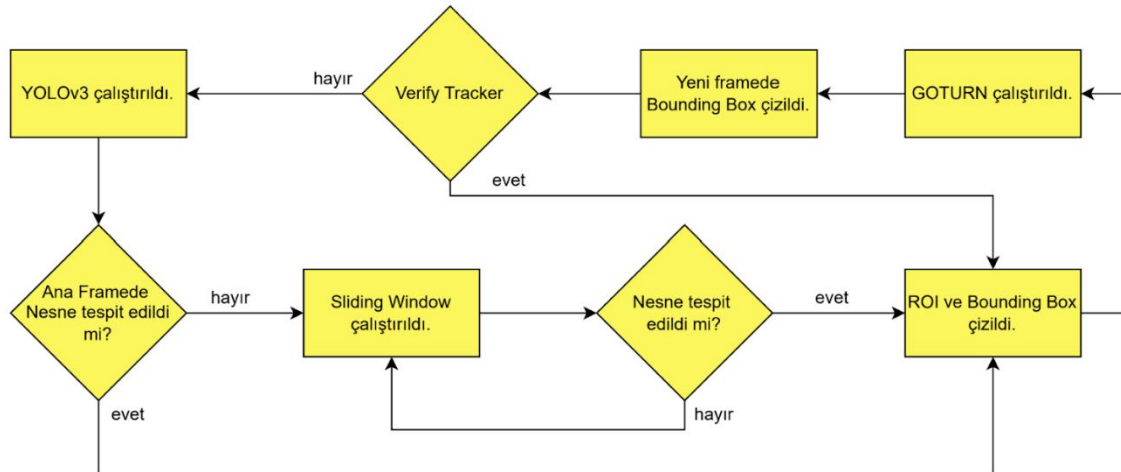 hayır
YOLOv3 çalıştırıldı.
Verify Tracker
Yeni framede
Bounding Box çizildi.
GOTURN çalıştırıldı.
evet
Ana Framede
Nesne tespit edildi
mi?
hayır
Sliding Window
çalıştırıldı.
Nesne tespit
edildi mi?
evet
ROI ve Bounding Box
çizildi.
evet
hayır